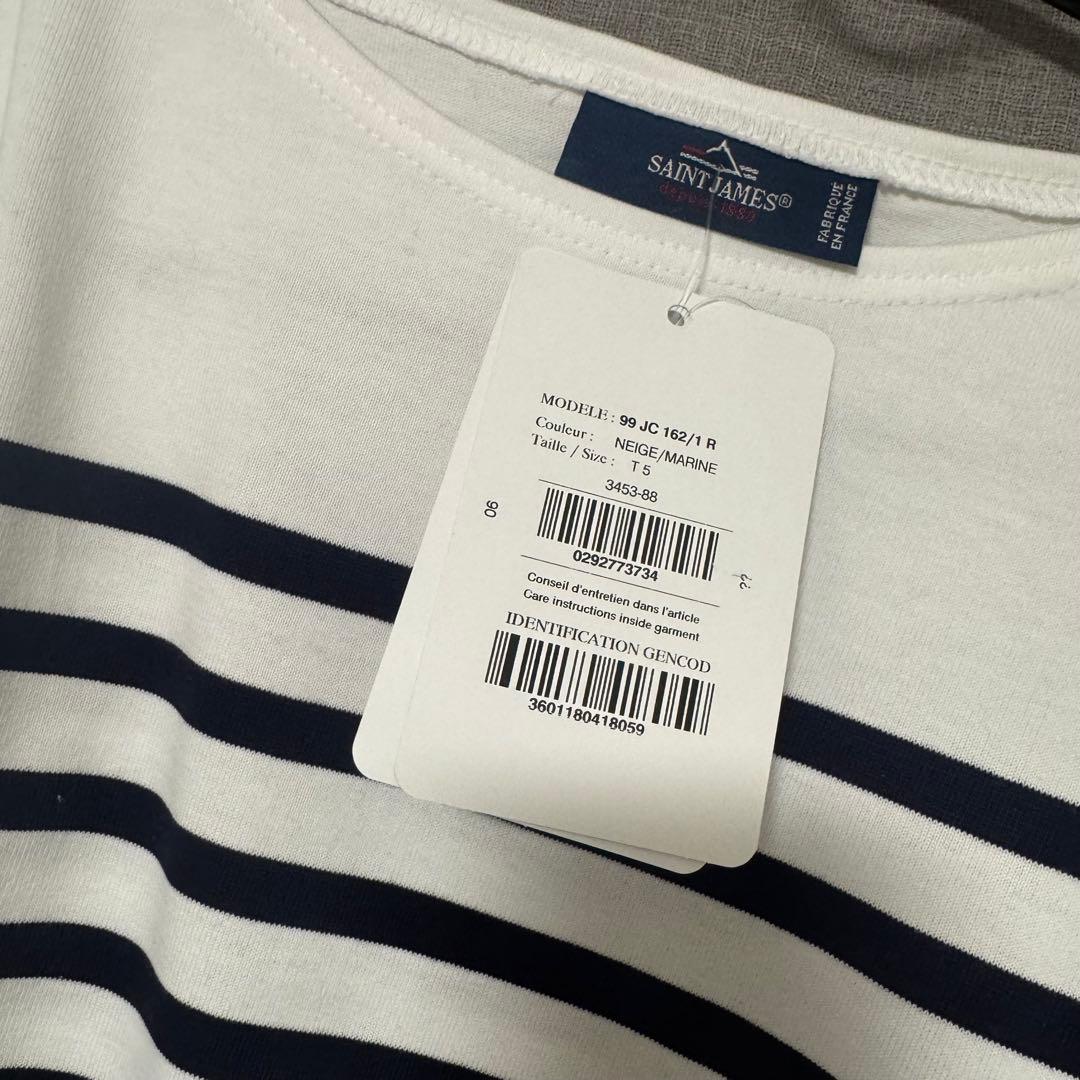 SAINT JAMES®
depuis 1889
FABRIQUÉ
EN FRANCE
MODELE : 99 JC 162/1 R
Couleur : NEIGE/MARINE
Taille / Size : T 5
3453-88
06
0292773734
??
Conseil d'entretien dans l'article
Care instructions inside garment
IDENTIFICATION GENCOD
3601180418059